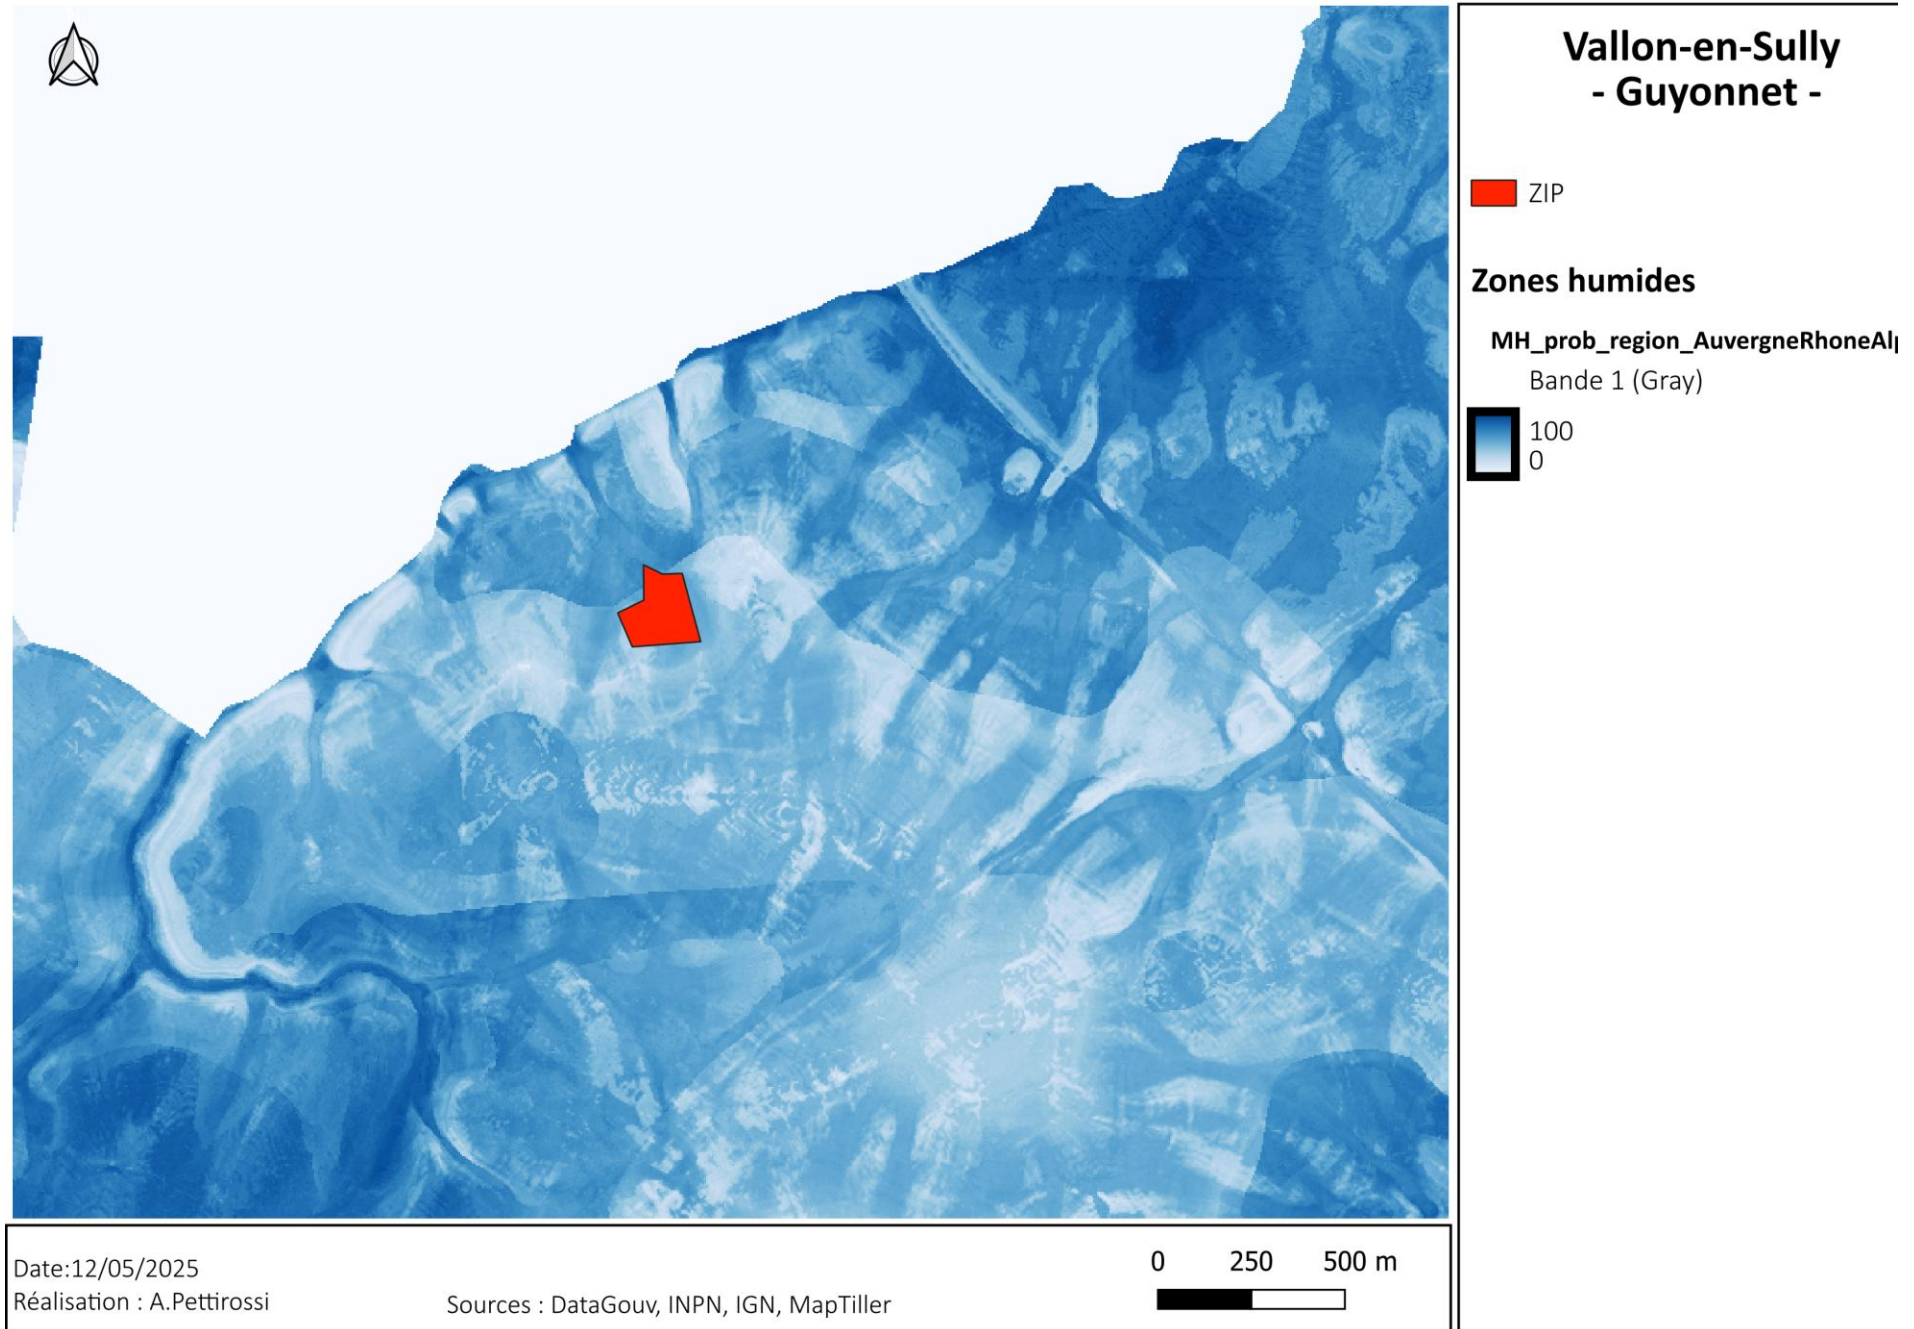 Vallon-en-Sully
- Guyonnet -
ZIP
Zones humides
MH_prob_region_AuvergneRhoneAl
Bande 1 (Gray)
100
0
Date:12/05/2025
Réalisation : A.Pettirossi
Sources : DataGouv, INPN, IGN, MapTiller
0 250 500 m